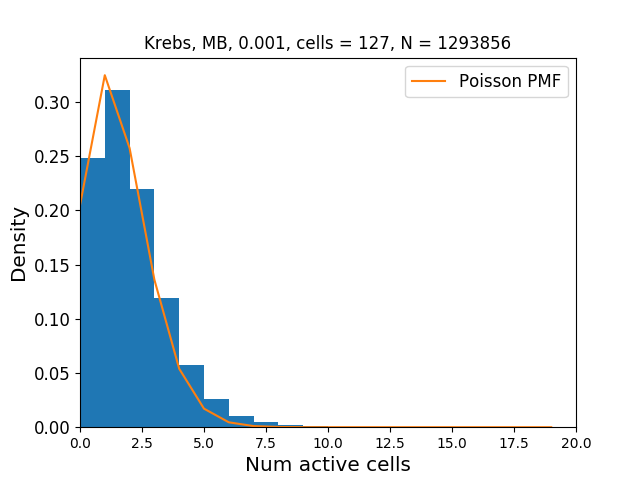 Krebs, MB, 0.001, cells = 127, N = 1293856
Poisson PMF
Density
0.30
0.25
0.20
0.15
0.10
0.05
0.00
0.0 2.5 5.0 7.5 10.0 12.5 15.0 17.5 20.0
Num active cells